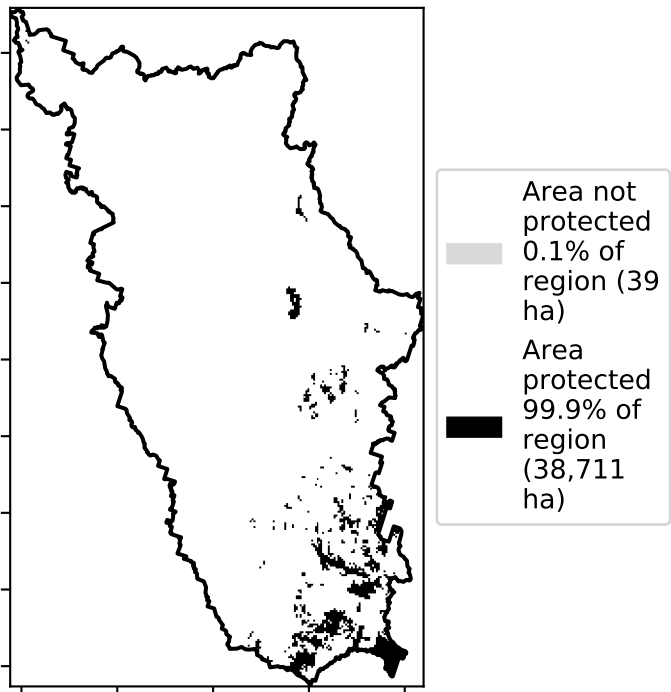 Area not
protected
0.1% of
region (39
ha)
Area
protected
99.9% of
region
(38,711
ha)